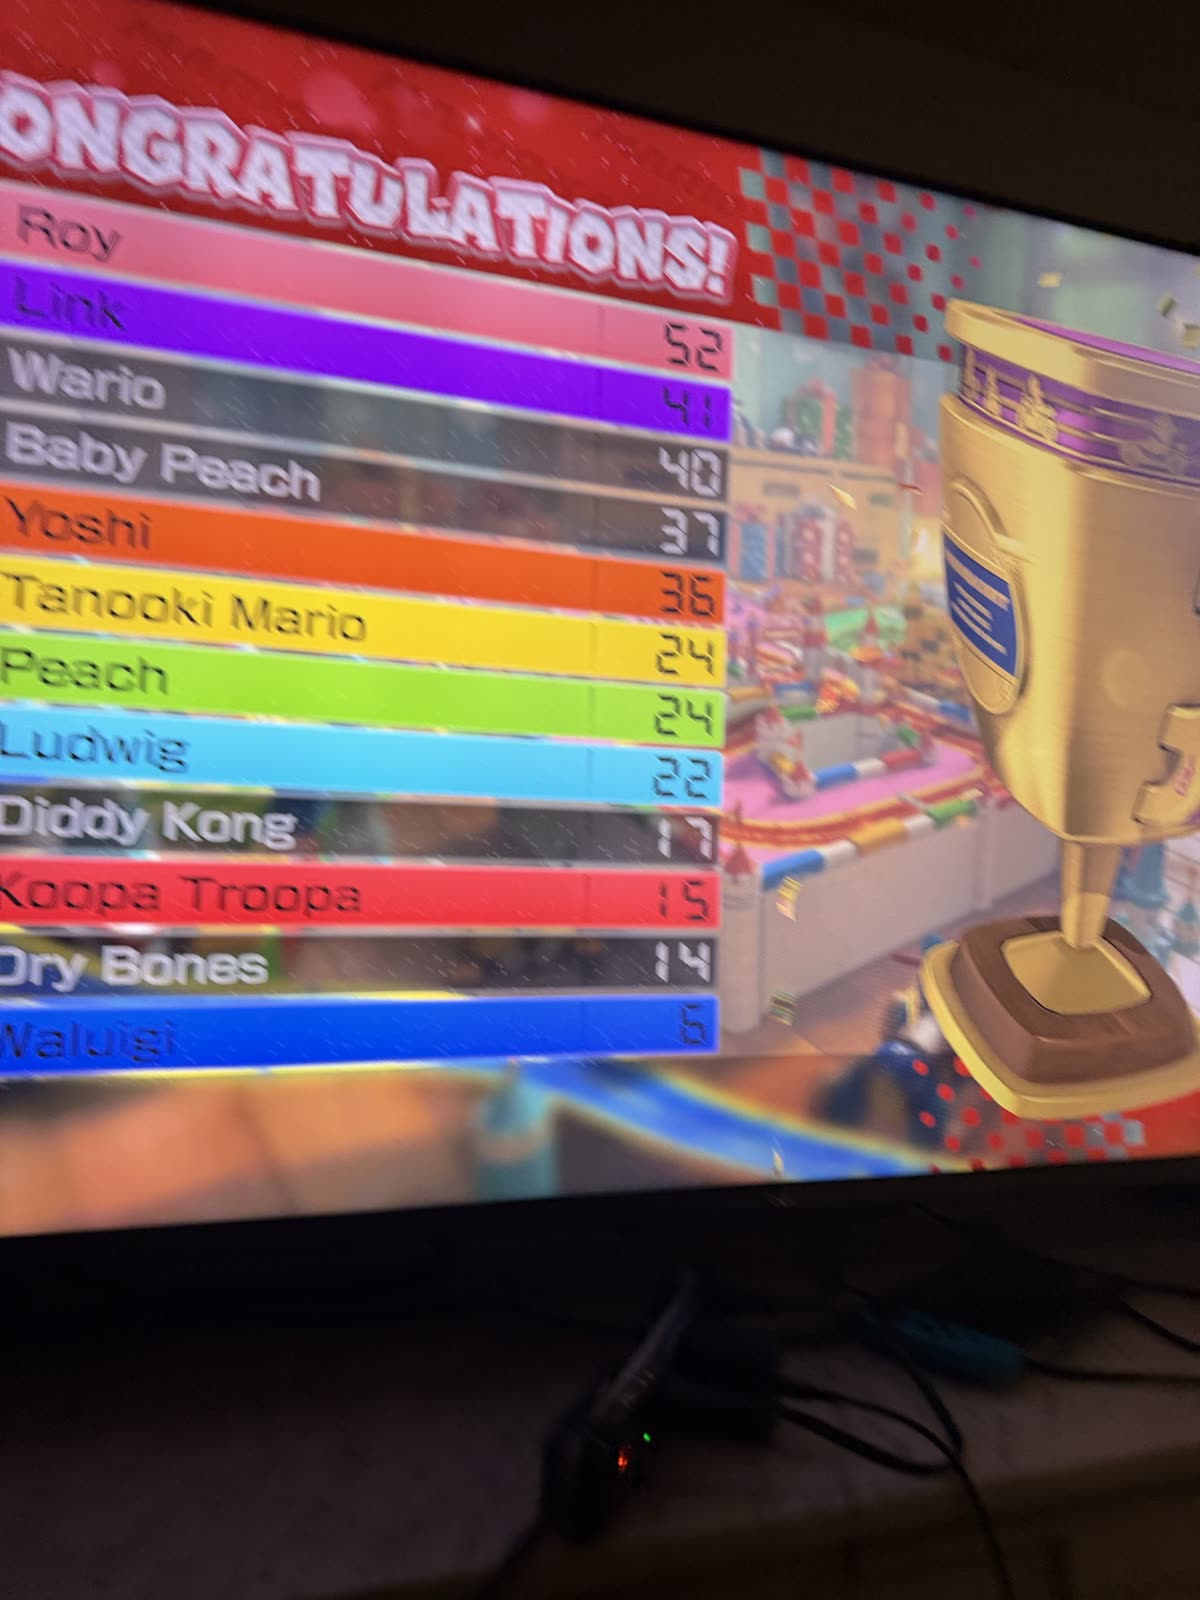 ONGRATULATIONS!
Roy 52
Link 41
Wario 40
Baby Peach 37
Yoshi 36
Tanooki Mario 24
Peach 24
Ludwig 22
Diddy Kong 17
Koopa Troopa 15
Dry Bones 14
Waluigi 6